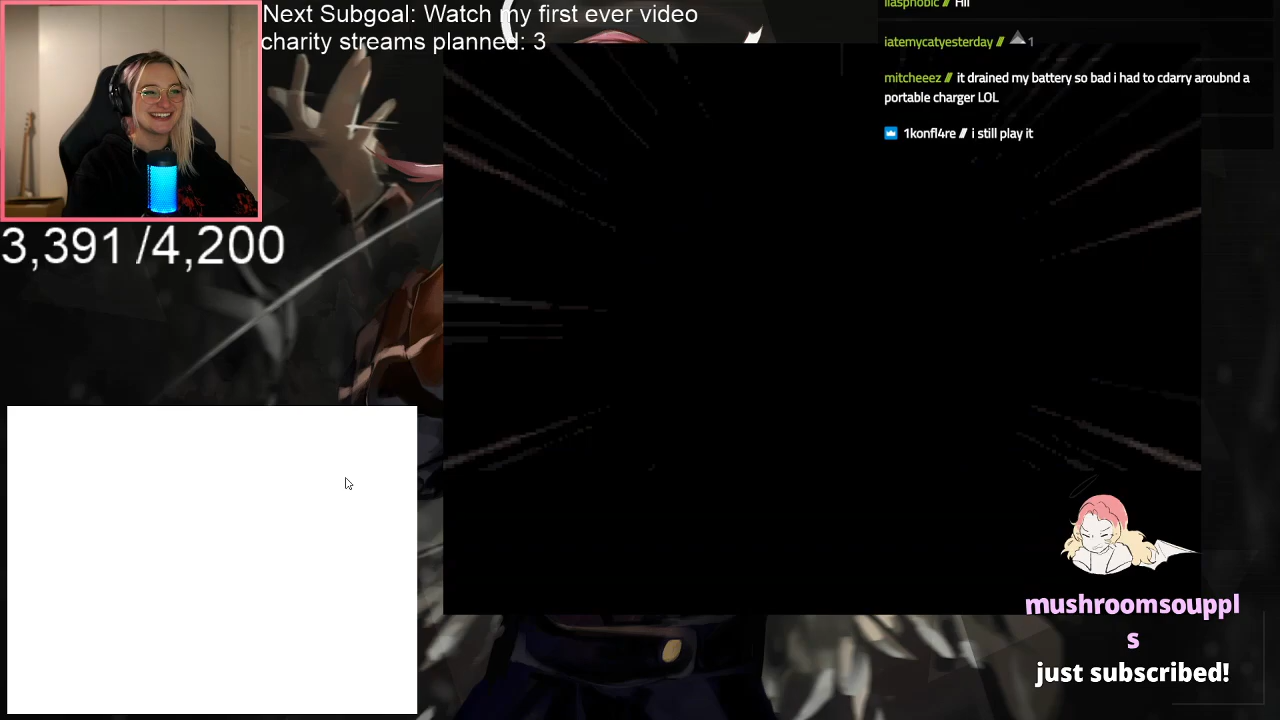 Next Subgoal: Watch my first ever video
charity streams planned: 3
3,391 /4,200
iatemycatyesterday // 1
mitcheeez // it drained my battery so bad i had to cdarry aroubnd a
portable charger LOL
1konfl4re // i still play it
mushroomsouppl
s
just subscribed!